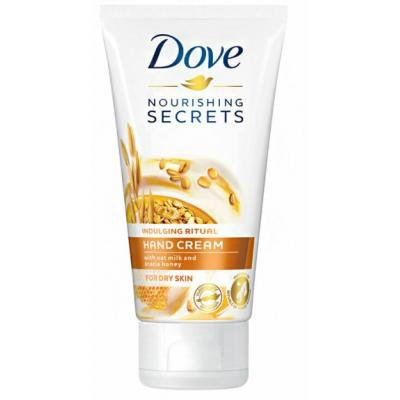 Dove
NOURISHING
SECRETS
INDULGING RITUAL
HAND CREAM
with oat milk and
acacia honey
FOR DRY SKIN